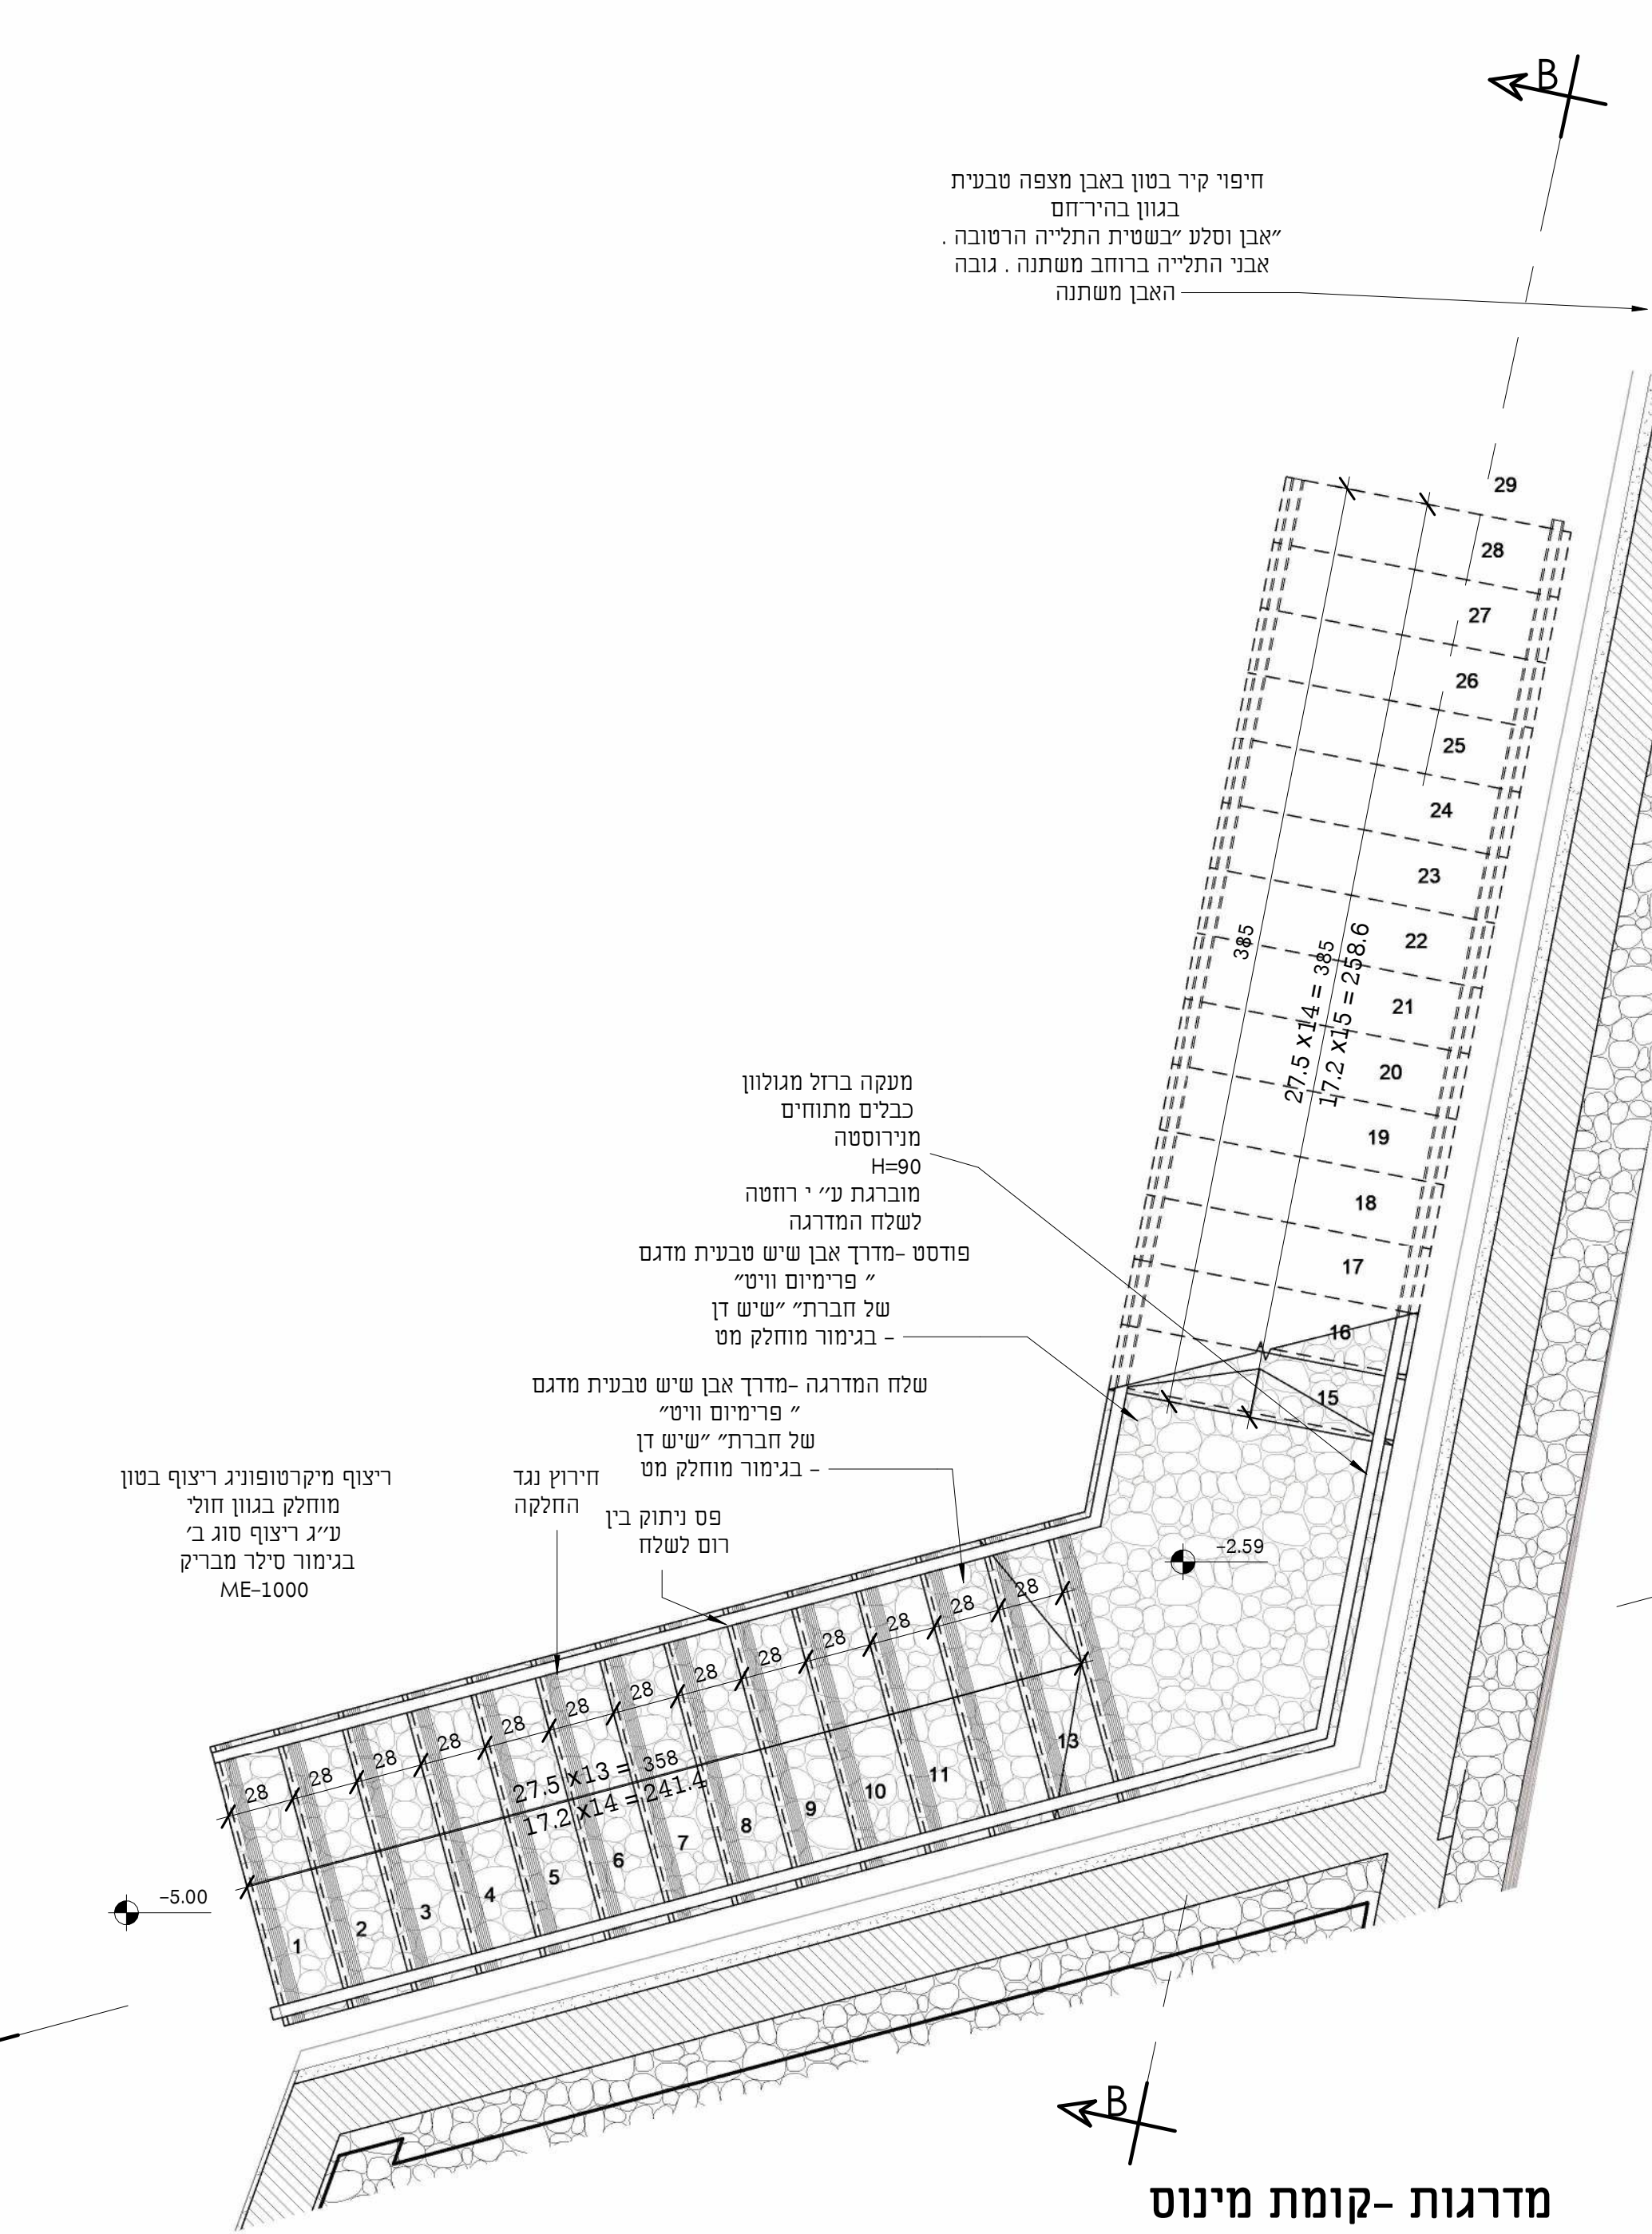 B
חיפוי קיר בטון באבן מצפה טבעית
בגוון בהיר־חם
״אבן וסלע ״בשטית התלייה הרטובה .
אבני התלייה ברוחב משתנה . גובה
האבן משתנה
29
28
27
26
25
24
23
22
21
20
19
18
17
16
15
385
27.5 x14 = 385
17.2 x15 = 258.6
מעקה ברזל מגולוון
כבלים מתוחים
מנירוסטה
H=90
מוברגת ע״י רוזטה
לשלח המדרגה
פודסט –מדרך אבן שיש טבעית מדגם
״ פרימיום וויט״
של חברת״ ״שיש דן
– בגימור מוחלק מט
שלח המדרגה –מדרך אבן שיש טבעית מדגם
״ פרימיום וויט״
של חברת״ ״שיש דן
– בגימור מוחלק מט
חירוץ נגד
החלקה
פס ניתוק בין
רום לשלח
ריצוף מיקרטופוניג ריצוף בטון
מוחלק בגוון חולי
ע״ג ריצוף סוג ב׳
בגימור סילר מבריק
ME–1000
–2.59
28
28
28
28
28
28
28
28
28
28
28
28
28
27.5 x13 = 358
17.2 x14 = 241.4
1
2
3
4
5
6
7
8
9
10
11
13
–5.00
B
מדרגות –קומת מינוס